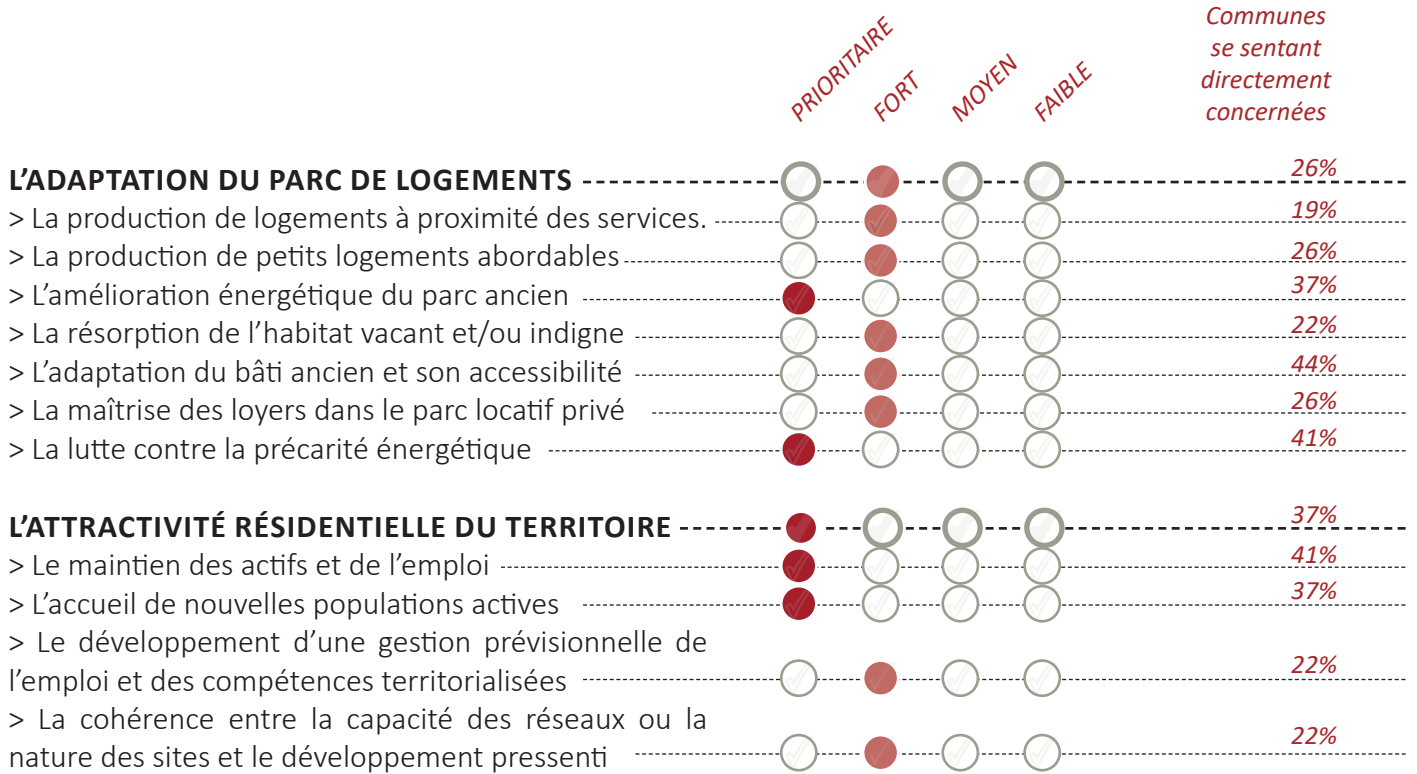 Communes
se sentant
directement
concernées
PRIORITAIRE
FORT
MOYEN
FAIBLE
L’ADAPTATION DU PARC DE LOGEMENTS 26%
> La production de logements à proximité des services. 19%
> La production de petits logements abordables 26%
> L’amélioration énergétique du parc ancien 37%
> La résorption de l’habitat vacant et/ou indigne 22%
> L’adaptation du bâti ancien et son accessibilité 44%
> La maîtrise des loyers dans le parc locatif privé 26%
> La lutte contre la précarité énergétique 41%
L’ATTRACTIVITÉ RÉSIDENTIELLE DU TERRITOIRE 37%
> Le maintien des actifs et de l’emploi 41%
> L’accueil de nouvelles populations actives 37%
> Le développement d’une gestion prévisionnelle de
l’emploi et des compétences territorialisées 22%
> La cohérence entre la capacité des réseaux ou la
nature des sites et le développement pressenti 22%